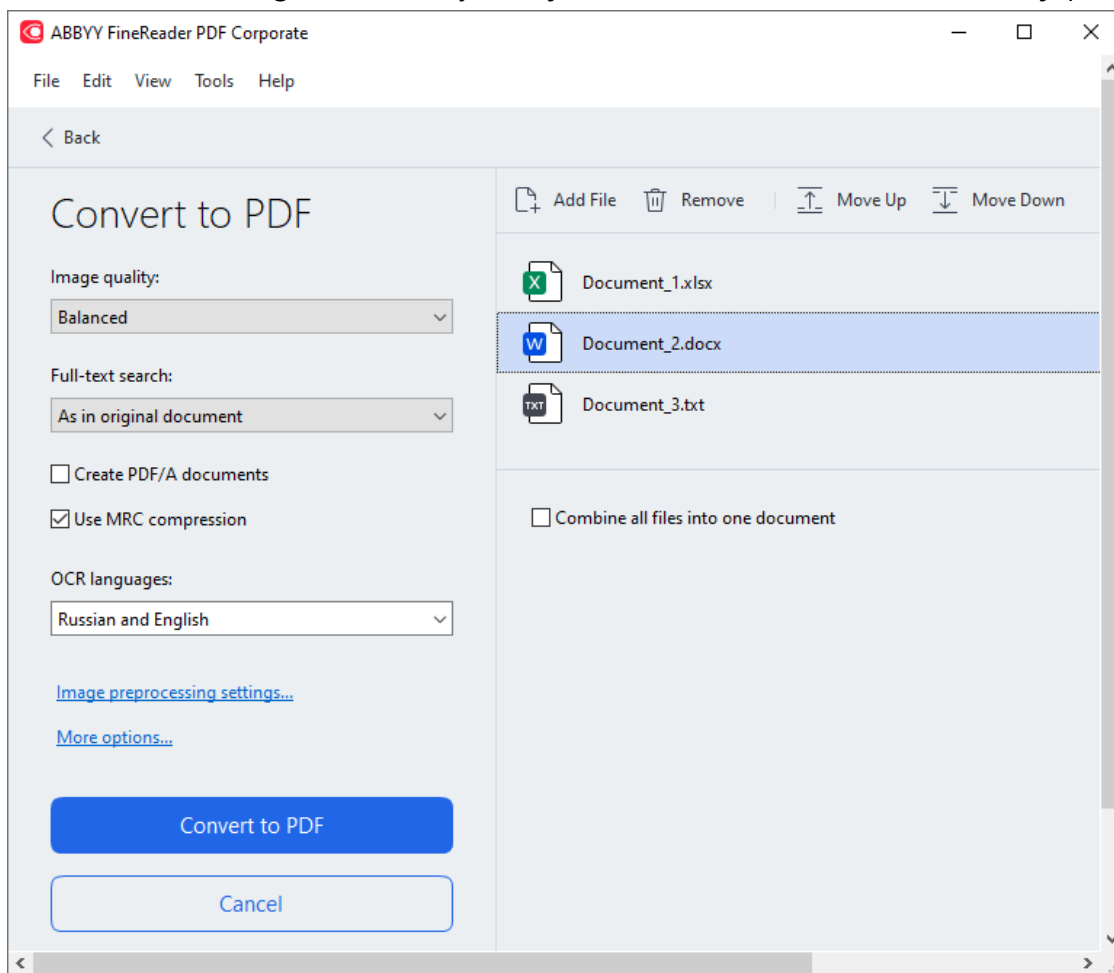 ABBYY FineReader PDF Corporate
File Edit View Tools Help
Back
Convert to PDF
Image quality:
Balanced
Full-text search:
As in original document
Create PDF/A documents
Use MRC compression
OCR languages:
Russian and English
Image preprocessing settings...
More options...
Convert to PDF
Cancel
Add File Remove Move Up Move Down
X Document_1.xlsx
W Document_2.docx
TXT Document_3.txt
Combine all files into one document